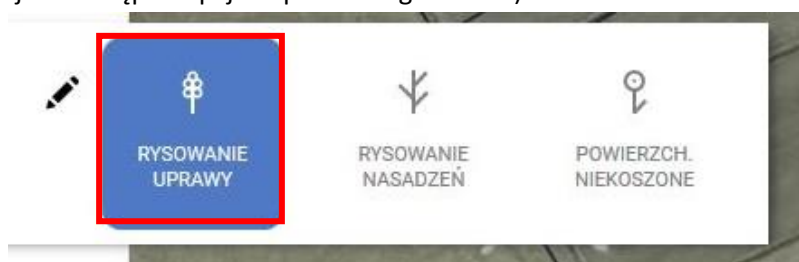 RYSOWANIE
UPRAWY
RYSOWANIE
NASADZEŃ
POWIERZCH.
NIEKOSZONE